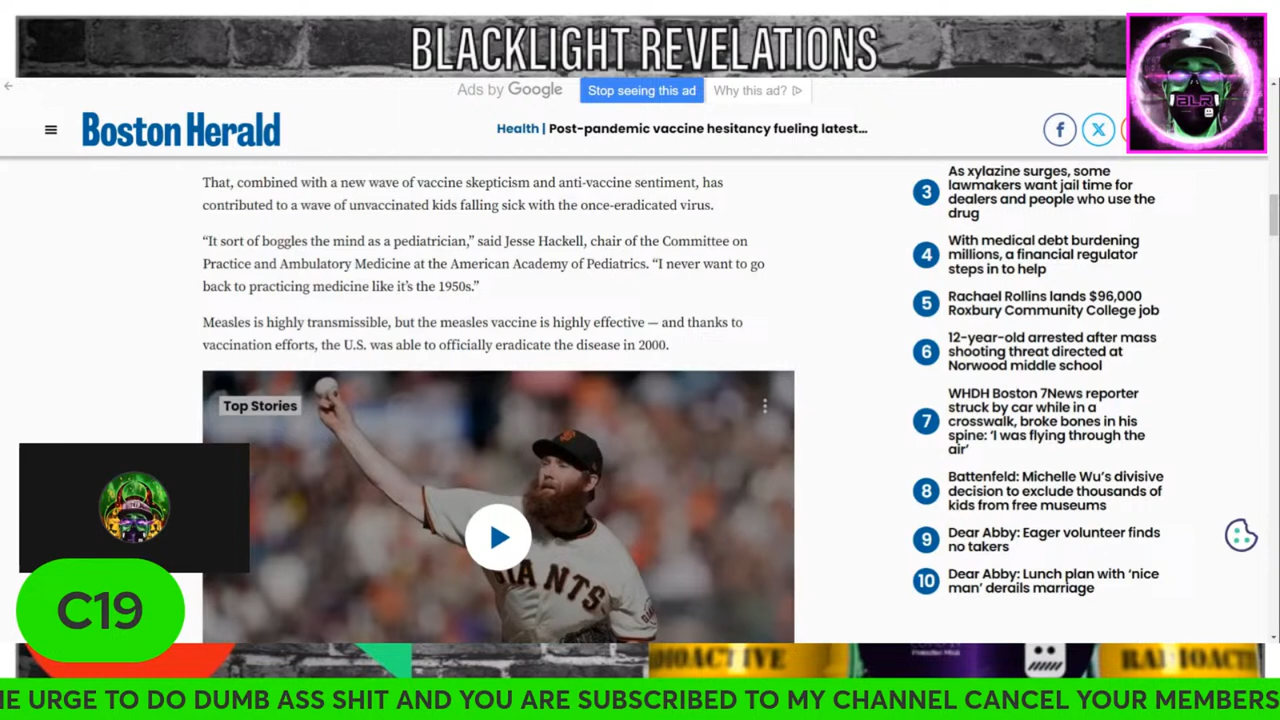 BLACKLIGHT REVELATIONS
Ads by Google
Stop seeing this ad
Why this ad?
Boston Herald
Health | Post-pandemic vaccine hesitancy fueling latest...
That, combined with a new wave of vaccine skepticism and anti-vaccine sentiment, has
contributed to a wave of unvaccinated kids falling sick with the once-eradicated virus.
“It sort of boggles the mind as a pediatrician,” said Jesse Hackell, chair of the Committee on
Practice and Ambulatory Medicine at the American Academy of Pediatrics. “I never want to go
back to practicing medicine like it’s the 1950s.”
Measles is highly transmissible, but the measles vaccine is highly effective — and thanks to
vaccination efforts, the U.S. was able to officially eradicate the disease in 2000.
Top Stories
GIANTS
3
As xylazine surges, some
lawmakers want jail time for
dealers and people who use the
drug
4
With medical debt burdening
millions, a financial regulator
steps in to help
5
Rachael Rollins lands $96,000
Roxbury Community College job
6
12-year-old arrested after mass
shooting threat directed at
Norwood middle school
7
WHDH Boston 7News reporter
struck by car while in a
crosswalk, broke bones in his
spine: ‘I was flying through the
air’
8
Battenfeld: Michelle Wu’s divisive
decision to exclude thousands of
kids from free museums
9
Dear Abby: Eager volunteer finds
no takers
10
Dear Abby: Lunch plan with ‘nice
man’ derails marriage
BLR
C19
E URGE TO DO DUMB ASS SHIT AND YOU ARE SUBSCRIBED TO MY CHANNEL CANCEL YOUR MEMBERS